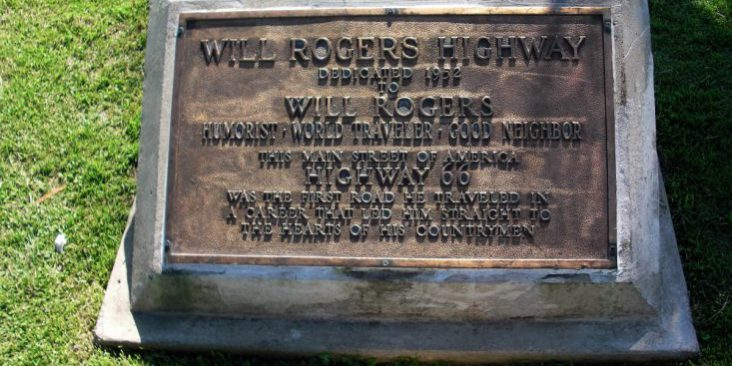 WILL ROGERS HIGHWAY
DEDICATED 1952
TO
WILL ROGERS
HUMORIST · WORLD TRAVELER · GOOD NEIGHBOR
THIS MAIN STREET OF AMERICA
HIGHWAY 66
WAS THE FIRST ROAD HE TRAVELED IN
A CAREER THAT LED HIM STRAIGHT TO
THE HEARTS OF HIS COUNTRYMEN